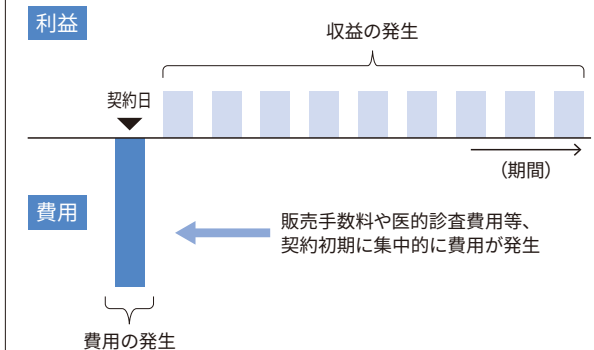 利益
収益の発生
契約日
(期間)
費用
販売手数料や医的診査費用等、
契約初期に集中的に費用が発生
費用の発生